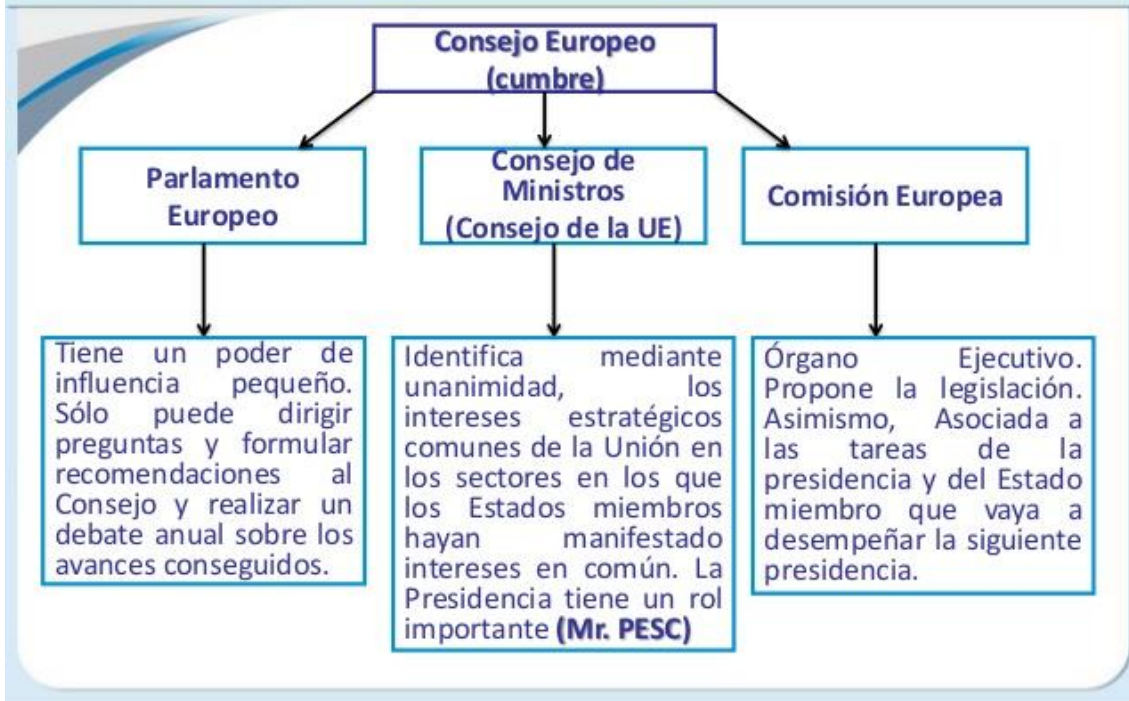 Consejo Europeo
(cumbre)
Parlamento
Europeo
Consejo de
Ministros
(Consejo de la UE)
Comisión Europea
Tiene un poder de
influencia pequeño.
Sólo puede dirigir
preguntas y formular
recomendaciones al
Consejo y realizar un
debate anual sobre los
avances conseguidos.
Identifica mediante
unanimidad, los
intereses estratégicos
comunes de la Unión en
los sectores en los que
los Estados miembros
hayan manifestado
intereses en común. La
Presidencia tiene un rol
importante (Mr. PESC)
Órgano Ejecutivo.
Propone la legislación.
Asimismo, Asociada a
las tareas de la
presidencia y del Estado
miembro que vaya a
desempeñar la siguiente
presidencia.